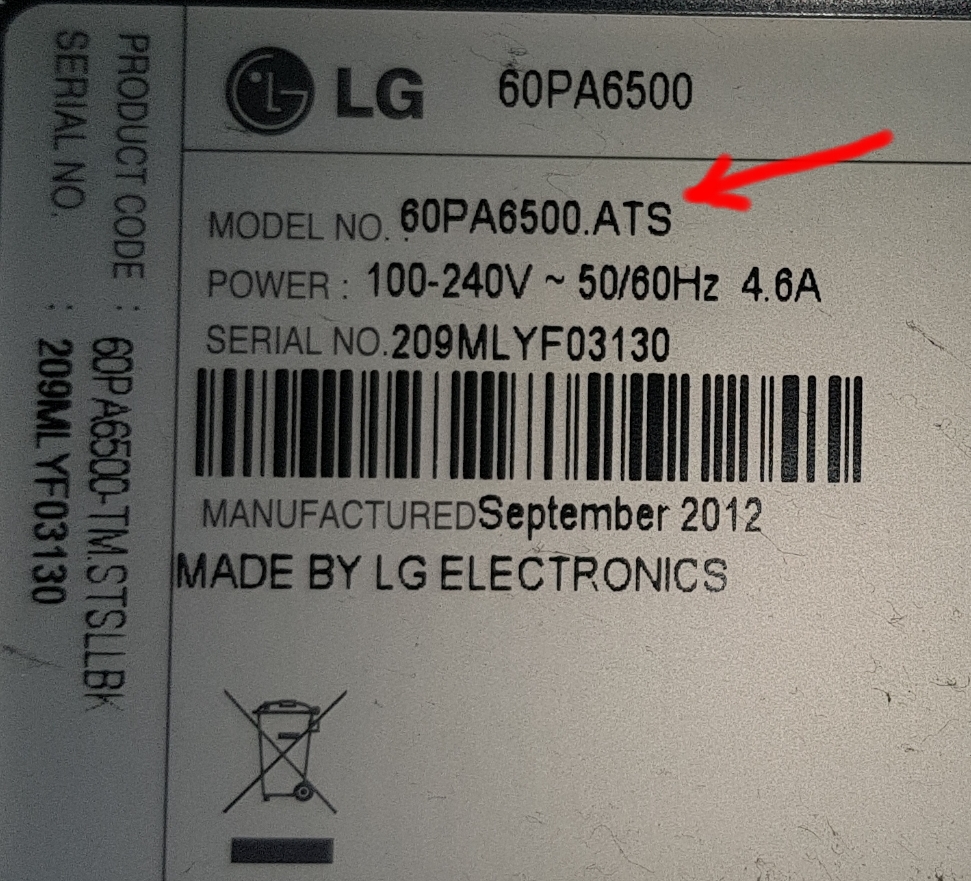 LG 60PA6500
MODEL NO. 60PA6500.ATS
POWER : 100-240V ~ 50/60Hz 4.6A
SERIAL NO. 209MLYF03130
MANUFACTURED September 2012
MADE BY LG ELECTRONICS
PRODUCT CODE : 60PA6500-TM.STSLLBK
SERIAL NO. : 209MLYF03130